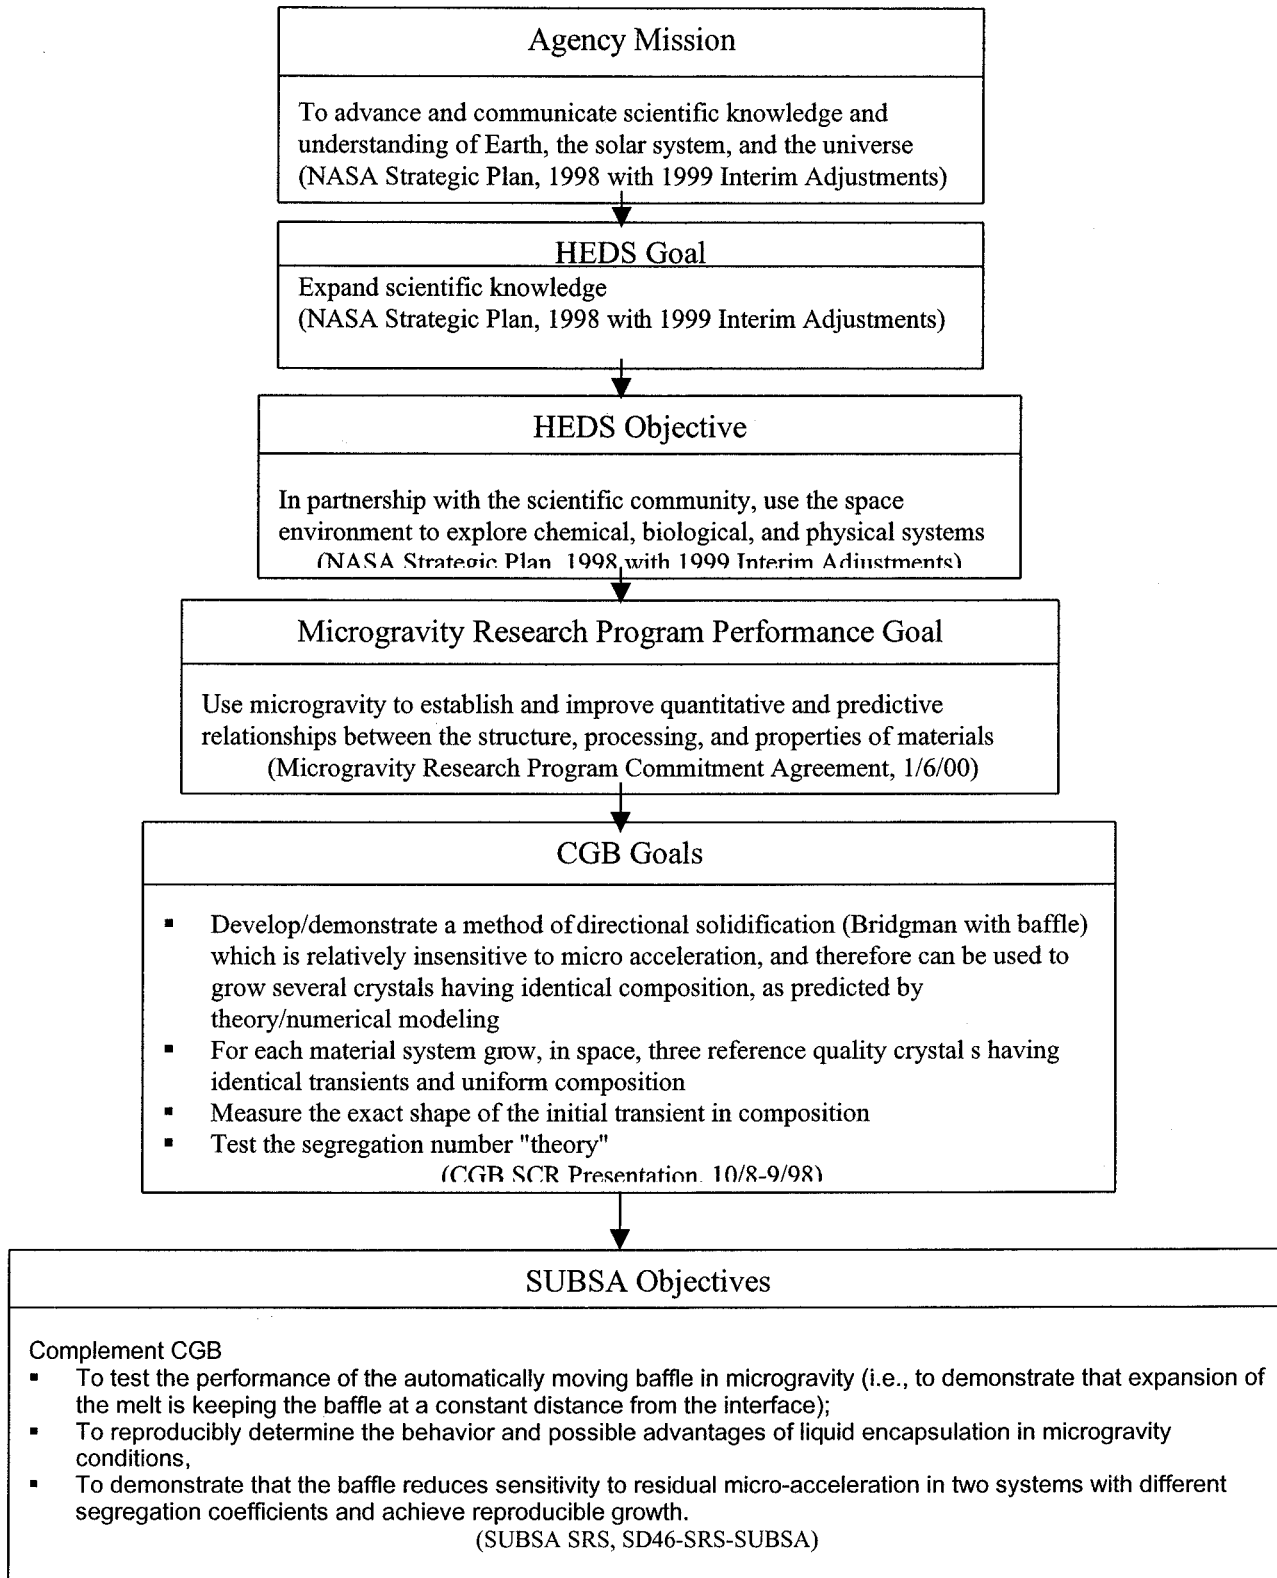 Agency Mission
To advance and communicate scientific knowledge and
understanding of Earth, the solar system, and the universe
(NASA Strategic Plan, 1998 with 1999 Interim Adjustments)
HEDS Goal
Expand scientific knowledge
(NASA Strategic Plan, 1998 with 1999 Interim Adjustments)
HEDS Objective
In partnership with the scientific community, use the space
environment to explore chemical, biological, and physical systems
(NASA Strategic Plan, 1998 with 1999 Interim Adjustments)
Microgravity Research Program Performance Goal
Use microgravity to establish and improve quantitative and predictive
relationships between the structure, processing, and properties of materials
(Microgravity Research Program Commitment Agreement, 1/6/00)
CGB Goals
▪ Develop/demonstrate a method of directional solidification (Bridgman with baffle)
which is relatively insensitive to micro acceleration, and therefore can be used to
grow several crystals having identical composition, as predicted by
theory/numerical modeling
▪ For each material system grow, in space, three reference quality crystal s having
identical transients and uniform composition
▪ Measure the exact shape of the initial transient in composition
▪ Test the segregation number "theory"
(CGB SCR Presentation, 10/8-9/98)
SUBSA Objectives
Complement CGB
▪ To test the performance of the automatically moving baffle in microgravity (i.e., to demonstrate that expansion of
the melt is keeping the baffle at a constant distance from the interface);
▪ To reproducibly determine the behavior and possible advantages of liquid encapsulation in microgravity
conditions,
▪ To demonstrate that the baffle reduces sensitivity to residual micro-acceleration in two systems with different
segregation coefficients and achieve reproducible growth.
(SUBSA SRS, SD46-SRS-SUBSA)